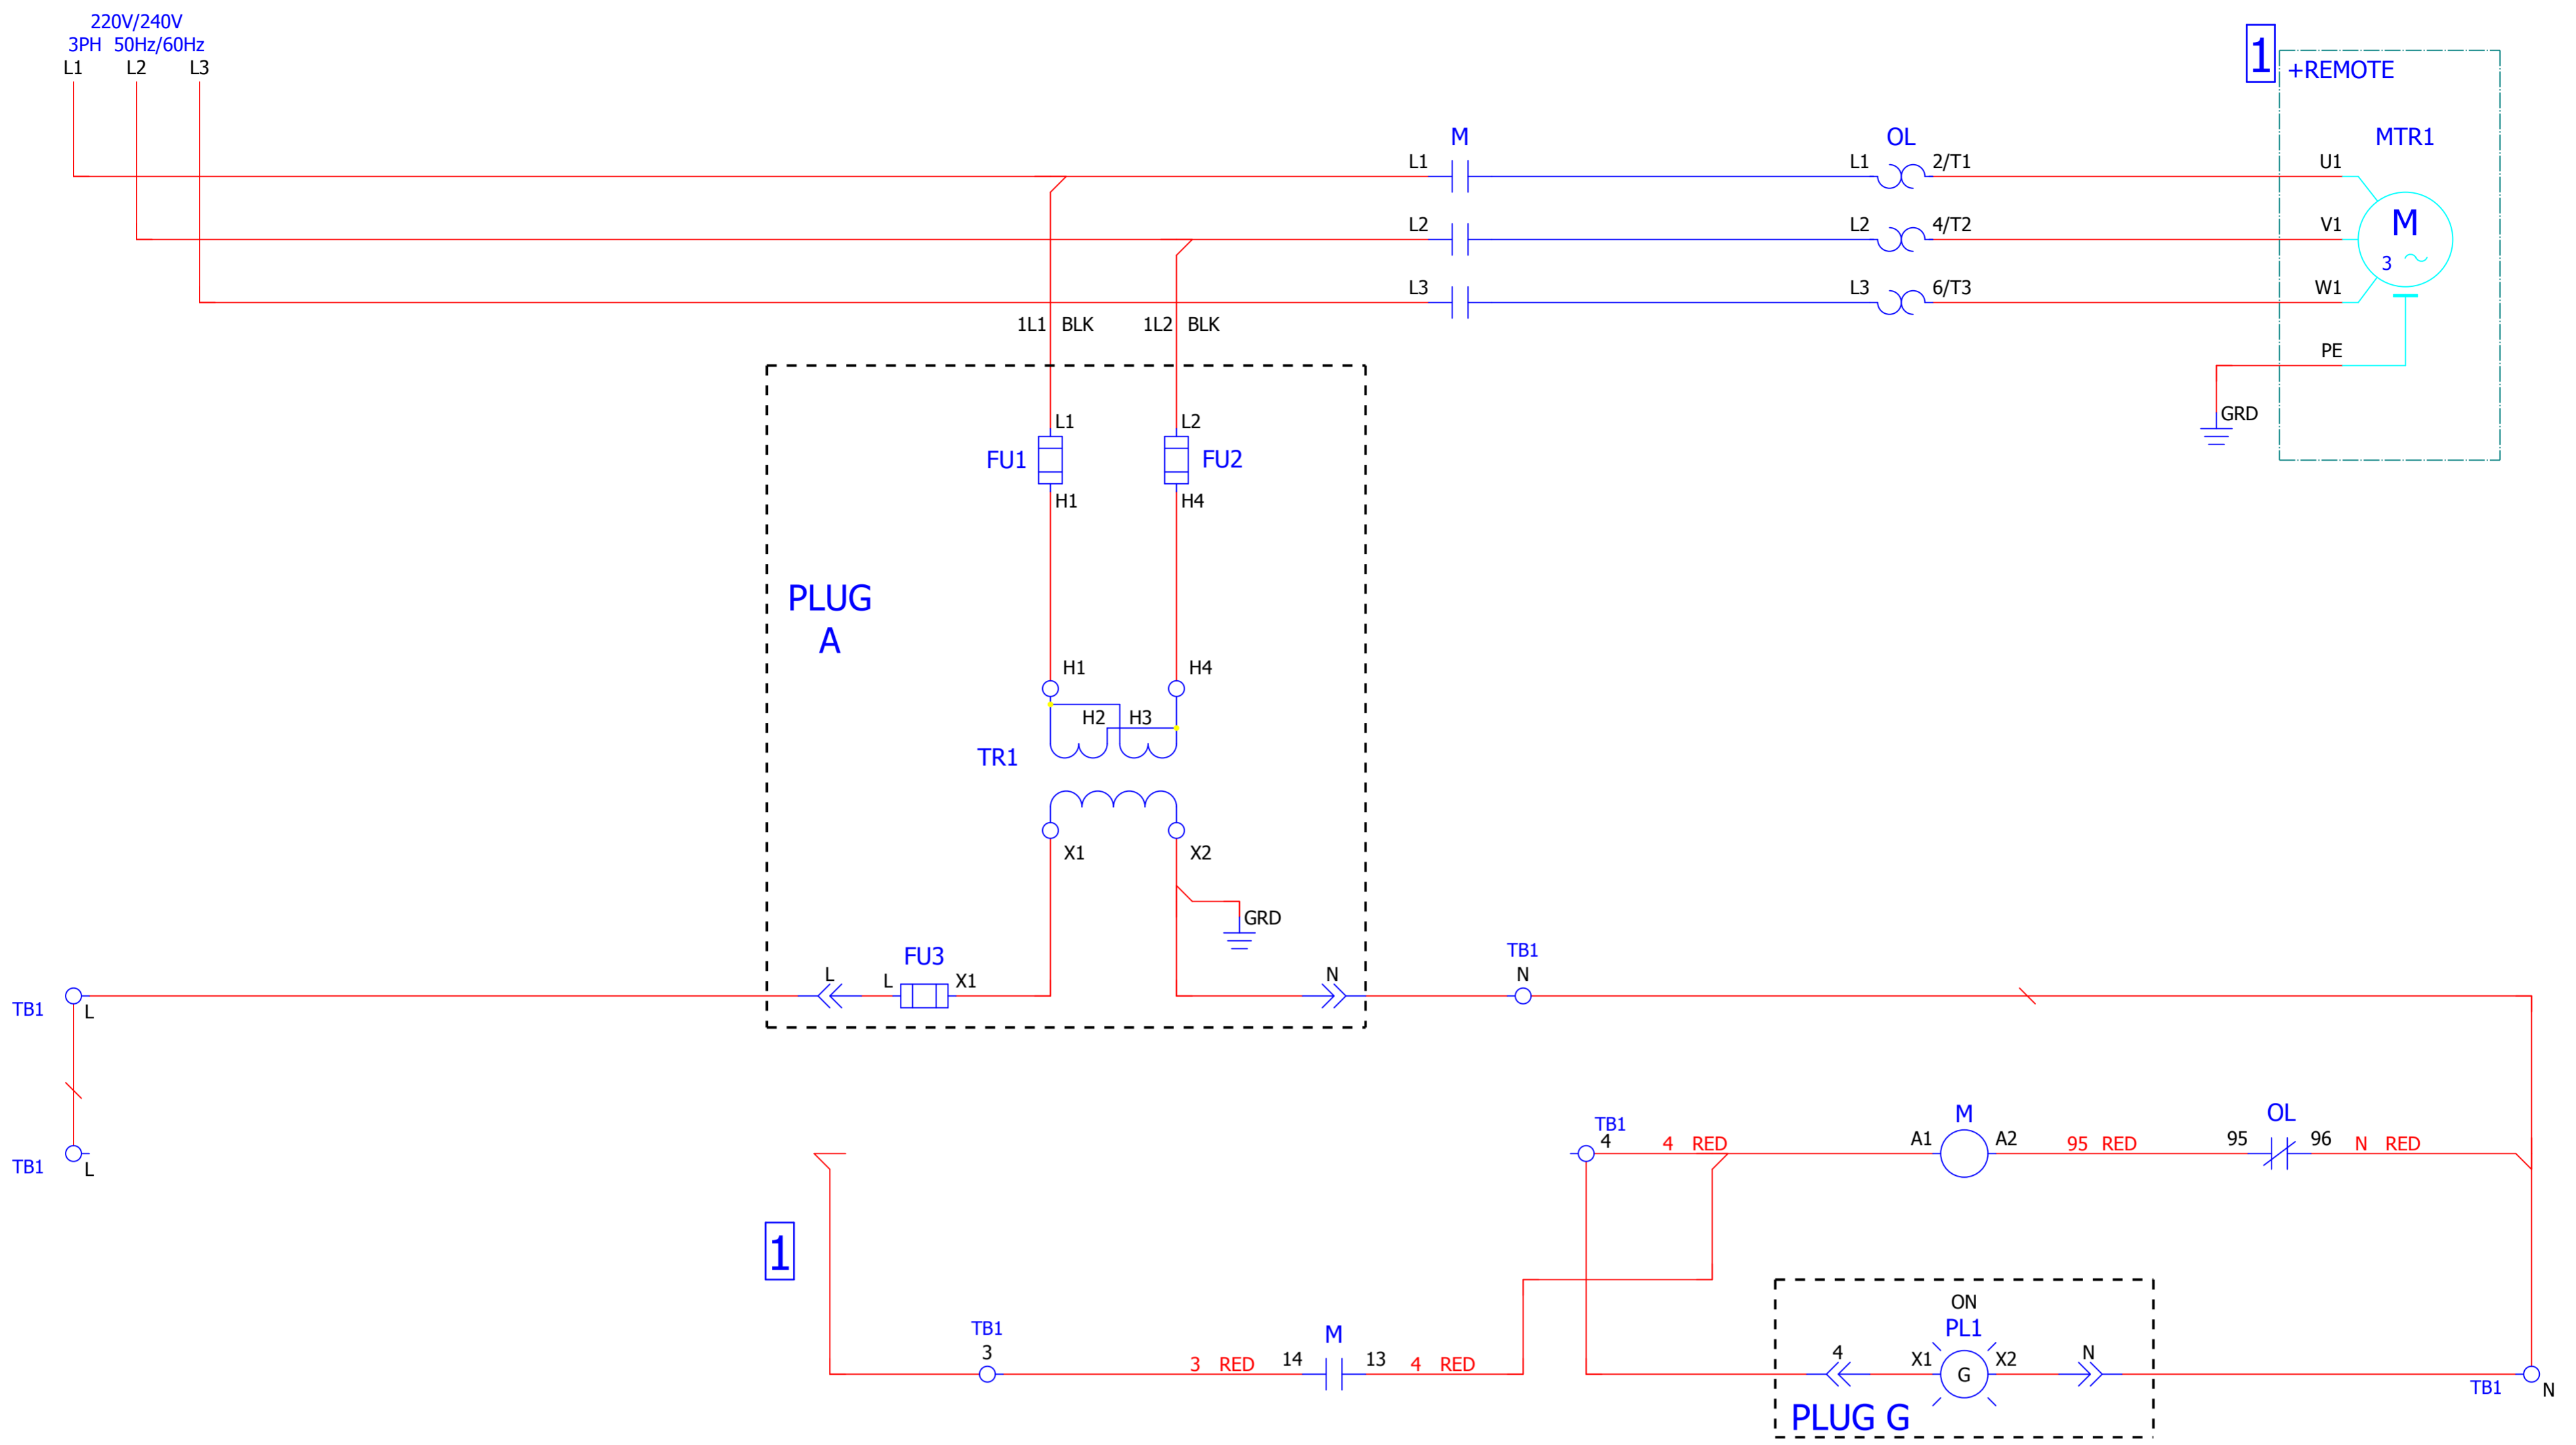 220V/240V
3PH 50Hz/60Hz
L1 L2 L3
1 +REMOTE
M OL MTR1
L1 L1 2/T1 U1
L2 L2 4/T2 V1
M
3
L3 L3 6/T3 W1
1L1 BLK 1L2 BLK
PE
GRD
L1 L2
FU1 FU2
H1 H4
PLUG
A
H1 H4
H2 H3
TR1
X1 X2
GRD
FU3
TB1
L L X1 N N
TB1 L
TB1 L
TB1
4 4 RED
M
A1 A2
95 RED
OL
95 96
N RED
1
TB1
3
3 RED
M
14 13
4 RED
ON
PL1
4 X1 X2 N
G
PLUG G
TB1 N